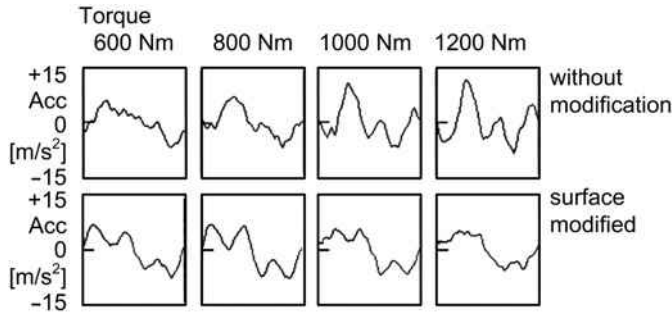 Torque
600 Nm 800 Nm 1000 Nm 1200 Nm
+15
Acc
0
[m/s²]
–15
without
modification
+15
Acc
0
[m/s²]
–15
surface
modified